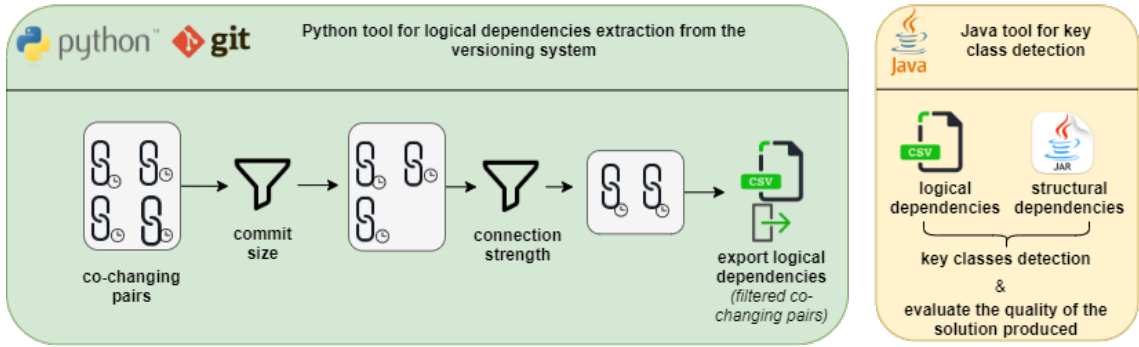 python™
git
Python tool for logical dependencies extraction from the
versioning system
co-changing
pairs
commit
size
connection
strength
CSV
export logical
dependencies
(filtered co-
changing pairs)
Java
Java tool for key
class detection
CSV
JAR
logical
dependencies
structural
dependencies
key classes detection
&
evaluate the quality of the
solution produced